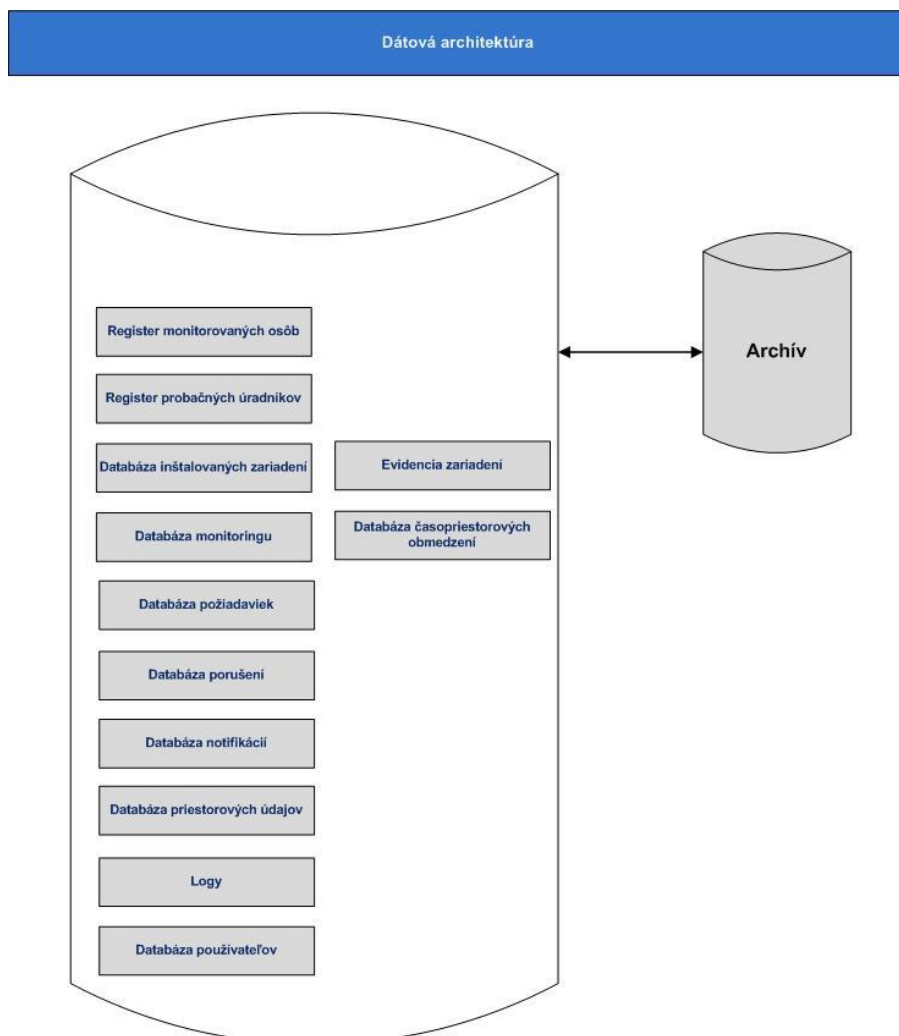 Dátová architektúra
Register monitorovaných osôb
Register probačných úradníkov
Databáza inštalovaných zariadení
Evidencia zariadení
Databáza monitoringu
Databáza časopriestorových
obmedzení
Databáza požiadaviek
Databáza porušení
Databáza notifikácií
Databáza priestorových údajov
Logy
Databáza používateľov
Archív